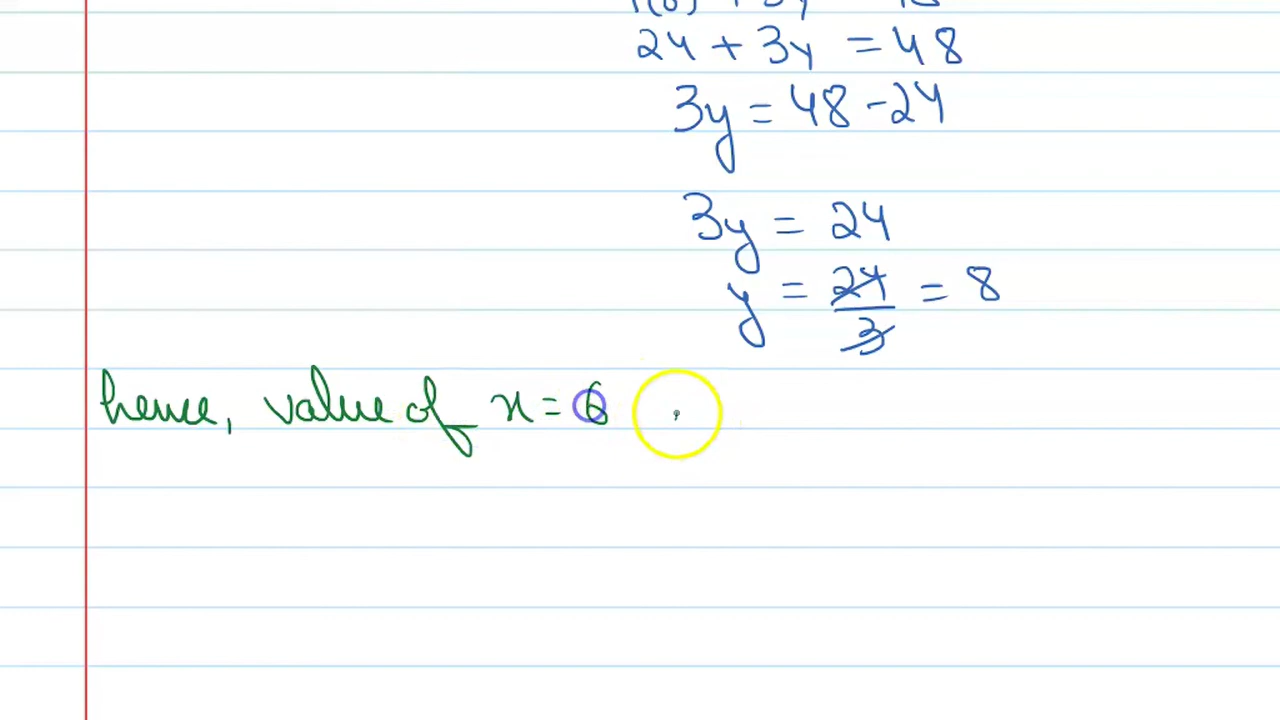 24 + 3y = 48
3y = 48 - 24
3y = 24
y = 24/3 = 8
hence, value of x = 6